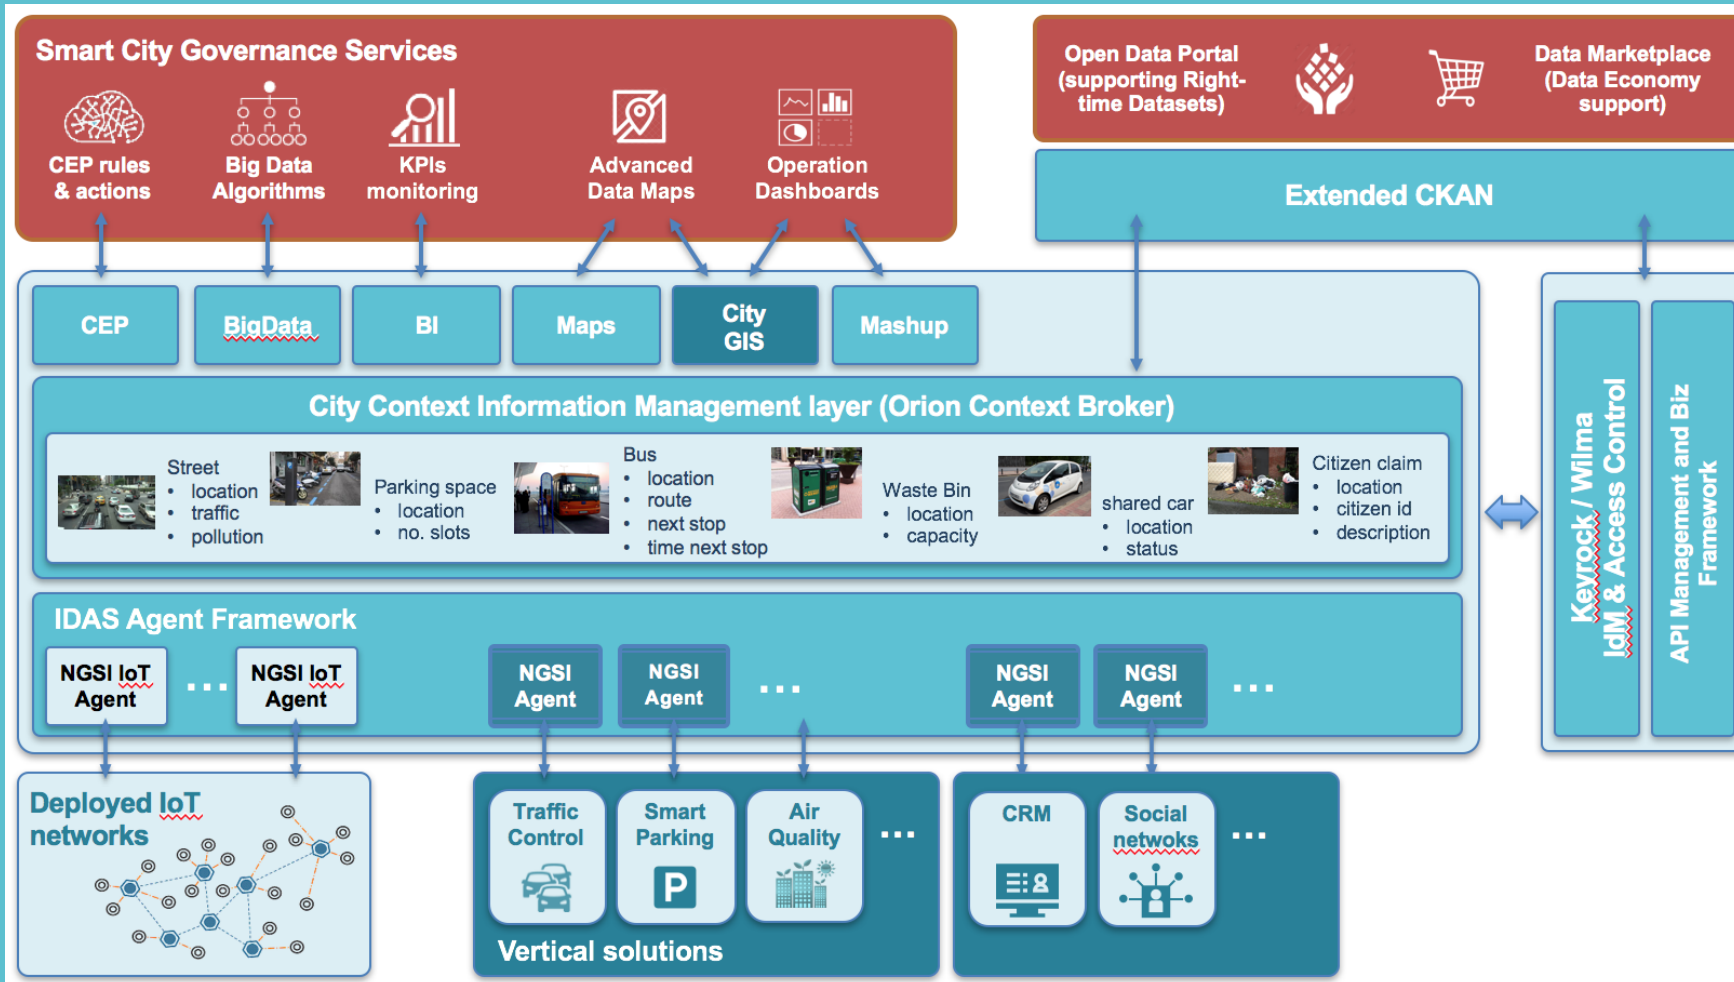 Smart City Governance Services
CEP rules
& actions
Big Data
Algorithms
KPIs
monitoring
Advanced
Data Maps
Operation
Dashboards
Open Data Portal
(supporting Right-
time Datasets)
Data Marketplace
(Data Economy
support)
Extended CKAN
CEP
BigData
BI
Maps
City
GIS
Mashup
City Context Information Management layer (Orion Context Broker)
Street
• location
• traffic
• pollution
Parking space
• location
• no. slots
Bus
• location
• route
• next stop
• time next stop
Waste Bin
• location
• capacity
shared car
• location
• status
Citizen claim
• location
• citizen id
• description
Keyrock / Wilma
IdM & Access Control
API Management and Biz
Framework
IDAS Agent Framework
NGSI IoT
Agent
...
NGSI IoT
Agent
NGSI
Agent
NGSI
Agent
...
NGSI
Agent
NGSI
Agent
...
Deployed IoT
networks
Traffic
Control
Smart
Parking
P
Air
Quality
...
Vertical solutions
CRM
Social
netwoks
...